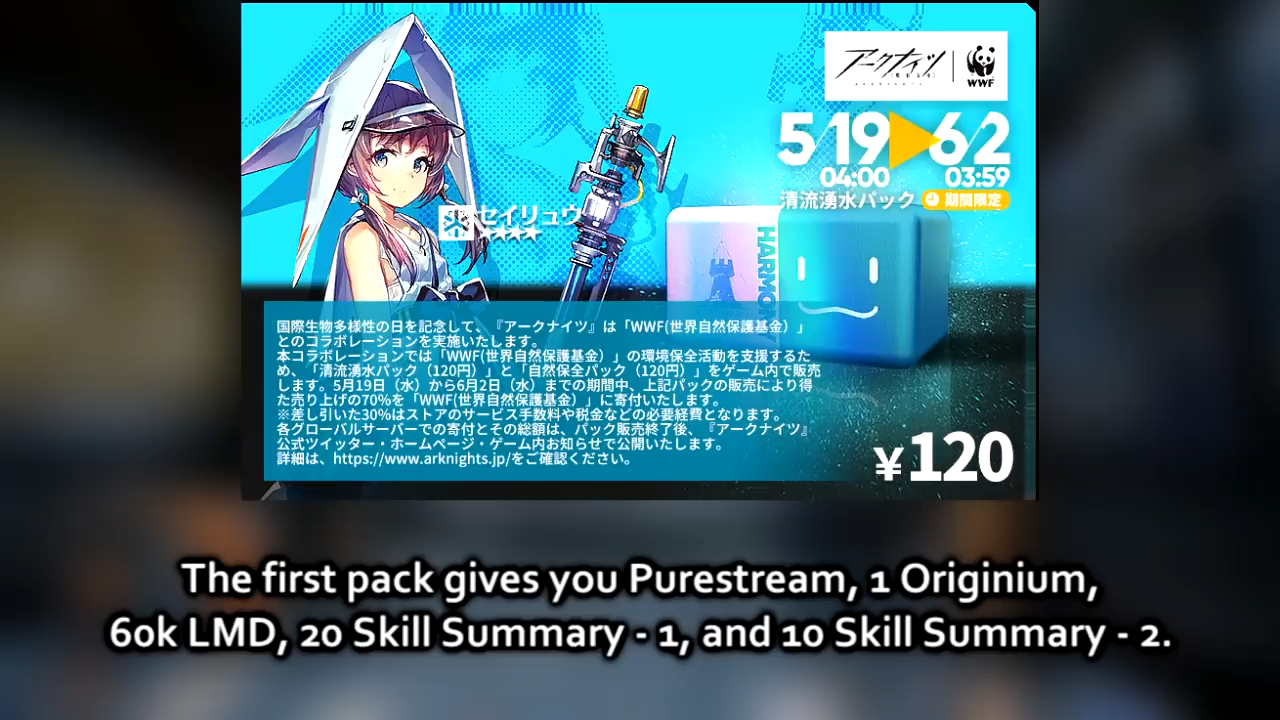 アークナイツ
WWF
5/19 6/2
04:00 03:59
清流湧水パック 期間限定
セイリュウ
★★★★
HARMO
国際生物多様性の日を記念して、『アークナイツ』は「WWF(世界自然保護基金）」
とのコラボレーションを実施いたします。
本コラボレーションでは「WWF(世界自然保護基金）」の環境保全活動を支援するた
め、「清流湧水パック（120円）」と「自然保全パック（120円）」をゲーム内で販売
します。5月19日（水）から6月2日（水）までの期間中、上記パックの販売により得
た売り上げの70%を「WWF(世界自然保護基金）」に寄付いたします。
※差し引いた30%はストアのサービス手数料や税金などの必要経費となります。
各グローバルサーバーでの寄付とその総額は、パック販売終了後、『アークナイツ』
公式ツイッター・ホームページ・ゲーム内お知らせで公開いたします。
詳細は、https://www.arknights.jp/をご確認ください。
¥120
The first pack gives you Purestream, 1 Originium,
60k LMD, 20 Skill Summary - 1, and 10 Skill Summary - 2.